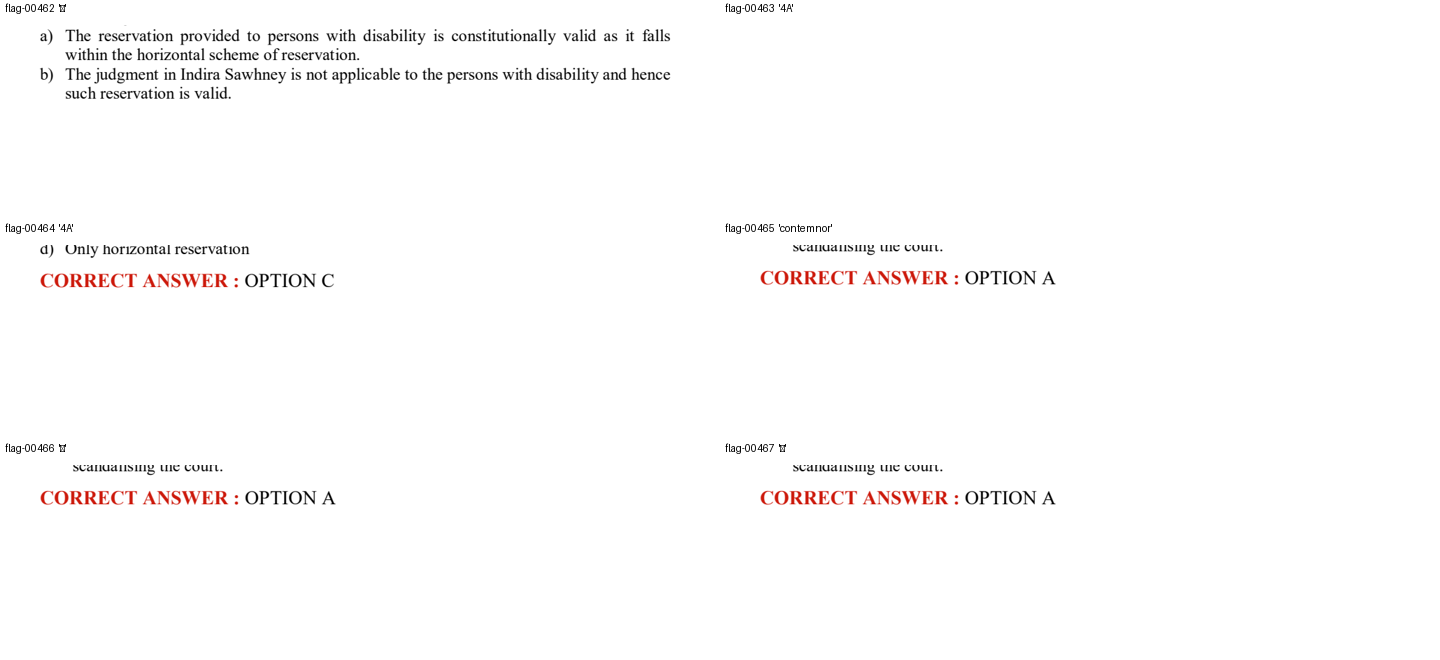 flag-00462
a) The reservation provided to persons with disability is constitutionally valid as it falls
within the horizontal scheme of reservation.
b) The judgment in Indira Sawhney is not applicable to the persons with disability and hence
such reservation is valid.
flag-00463 '4A'
flag-00464 '4A'
d) Only horizontal reservation
CORRECT ANSWER : OPTION C
flag-00465 'contemnor'
scandalising the court.
CORRECT ANSWER : OPTION A
flag-00466
scandalising the court.
CORRECT ANSWER : OPTION A
flag-00467
scandalising the court.
CORRECT ANSWER : OPTION A